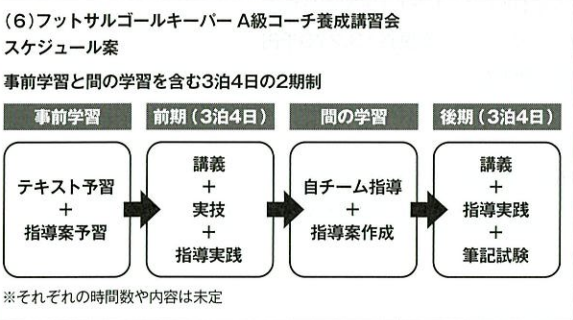 (6)フットサルゴールキーパー A級コーチ養成講習会
スケジュール案
事前学習と間の学習を含む3泊4日の2期制
事前学習
テキスト予習
+
指導案予習
前期(3泊4日)
講義
+
実技
+
指導実践
間の学習
自チーム指導
+
指導案作成
後期(3泊4日)
講義
+
指導実践
+
筆記試験
※それぞれの時間数や内容は未定